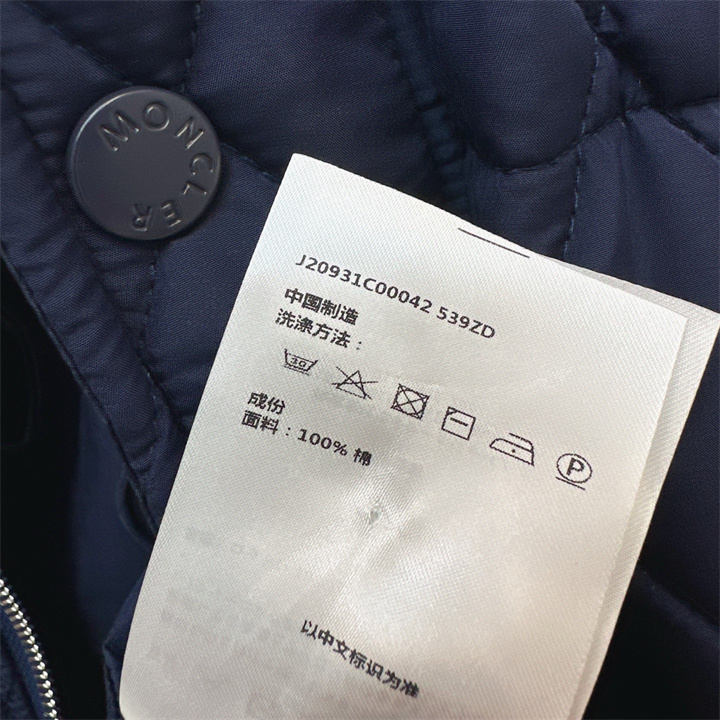 MONCLER
J20931C00042 539ZD
中国制造
洗涤方法：
30
P
成份
面料：100% 棉
以中文标识为准